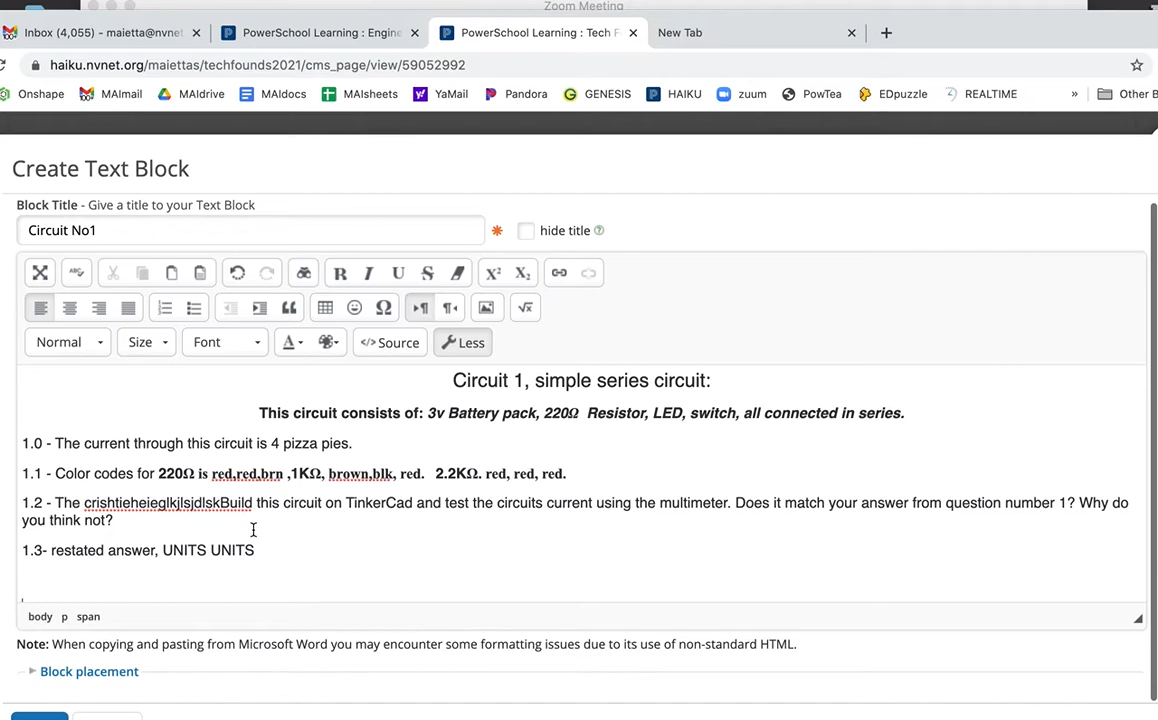 Zoom Meeting
Inbox (4,055) - maietta@nvnet
PowerSchool Learning : Engine
PowerSchool Learning : Tech F
New Tab
haiku.nvnet.org/maiettas/techfounds2021/cms_page/view/59052992
Onshape MAImail MAIdrive MAIdocs MAIsheets YaMail Pandora GENESIS HAIKU zuum PowTea EDpuzzle REALTIME » Other B
Create Text Block
Block Title - Give a title to your Text Block
Circuit No1
hide title
Normal Size Font A Source Less
Circuit 1, simple series circuit:
This circuit consists of: 3v Battery pack, 220Ω Resistor, LED, switch, all connected in series.
1.0 - The current through this circuit is 4 pizza pies.
1.1 - Color codes for 220Ω is red,red,brn ,1KΩ, brown,blk, red. 2.2KΩ. red, red, red.
1.2 - The crishtieheieglkjlsjdlskBuild this circuit on TinkerCad and test the circuits current using the multimeter. Does it match your answer from question number 1? Why do
you think not?
1.3- restated answer, UNITS UNITS
body p span
Note: When copying and pasting from Microsoft Word you may encounter some formatting issues due to its use of non-standard HTML.
Block placement